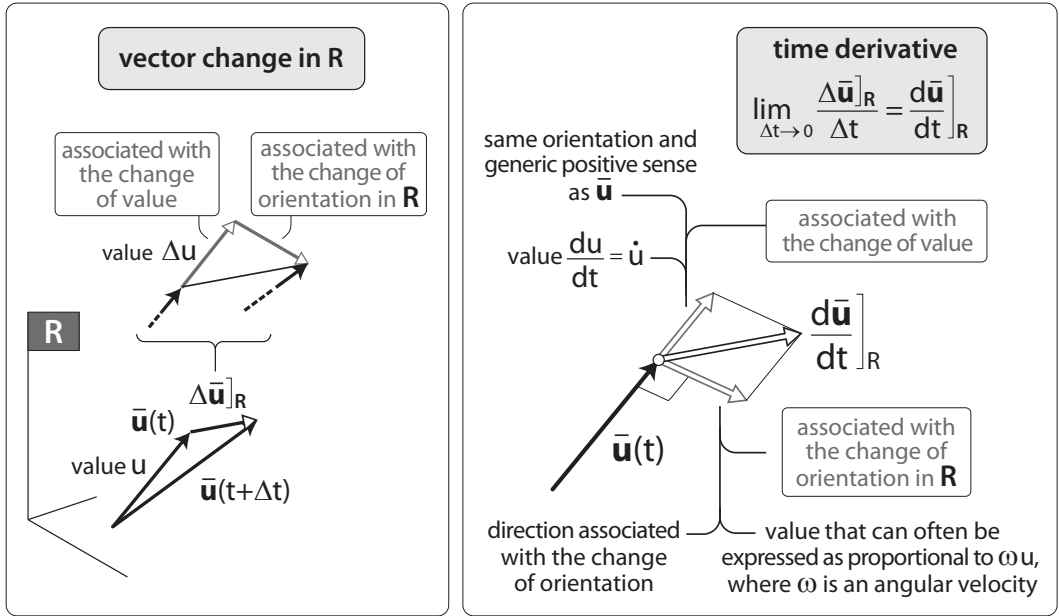 vector change in R
associated with
the change
of value
associated with
the change of
orientation in R
value Δu
R
Δū]R
ū(t)
value u
ū(t+Δt)
time derivative
lim Δt→0 Δū]R/Δt = dū/dt]R
same orientation and
generic positive sense
as ū
value du/dt = u̇
associated with
the change of value
dū/dt]R
ū(t)
associated with
the change of
orientation in R
direction associated
with the change
of orientation
value that can often be
expressed as proportional to ωu,
where ω is an angular velocity